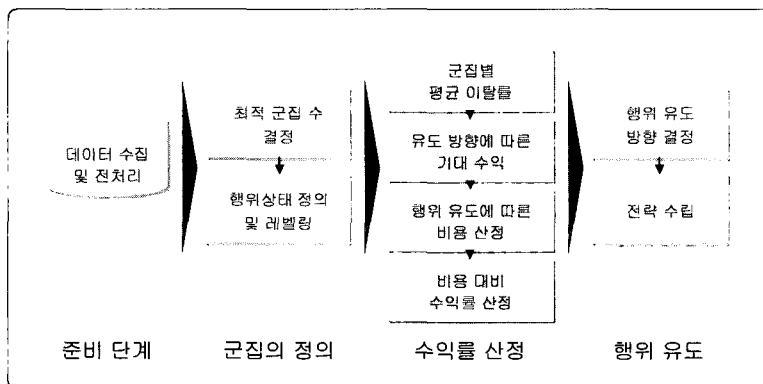 데이터 수집
및 전처리
준비 단계
최적 군집 수
결정
행위상태 정의
및 레벨링
군집의 정의
군집별
평균 이탈률
유도 방향에 따른
기대 수익
행위 유도에 따른
비용 산정
비용 대비
수익률 산정
수익률 산정
행위 유도
방향 결정
전략 수립
행위 유도